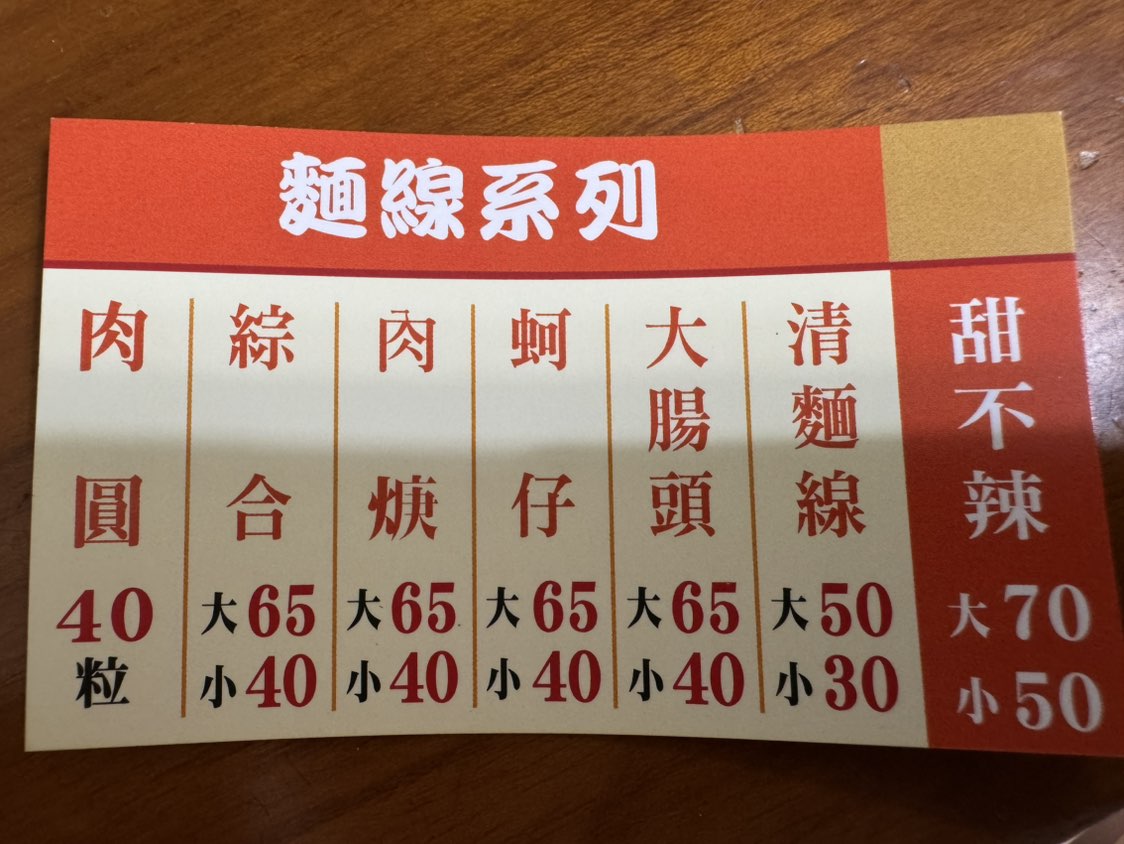 麵線系列
甜不辣
大70
小50
清麵線
大50
小30
大腸頭
大65
小40
蚵仔
大65
小40
肉焿
大65
小40
綜合
大65
小40
肉圓
40
粒